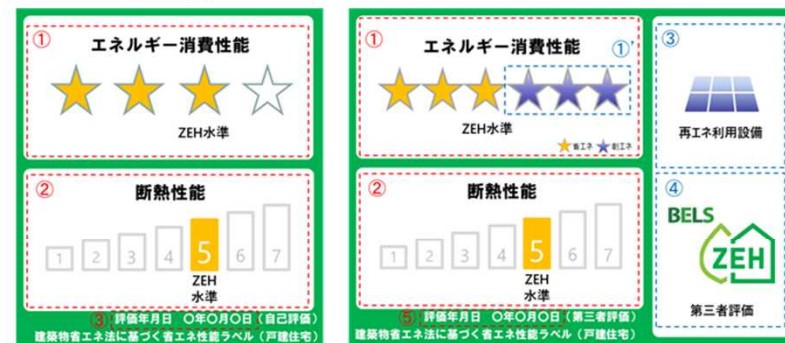 ①
エネルギー消費性能
ZEH水準
②
断熱性能
1 2 3 4 5 6 7
ZEH
水準
③ 評価年月日 〇年〇月〇日 (自己評価)
建築物省エネ法に基づく省エネ性能ラベル (戸建住宅)
①
エネルギー消費性能
①'
ZEH水準
省エネ 創エネ
②
断熱性能
1 2 3 4 5 6 7
ZEH
水準
⑤ 評価年月日 〇年〇月〇日 (第三者評価)
建築物省エネ法に基づく省エネ性能ラベル (戸建住宅)
③
再エネ利用設備
④
BELS
ZEH
第三者評価